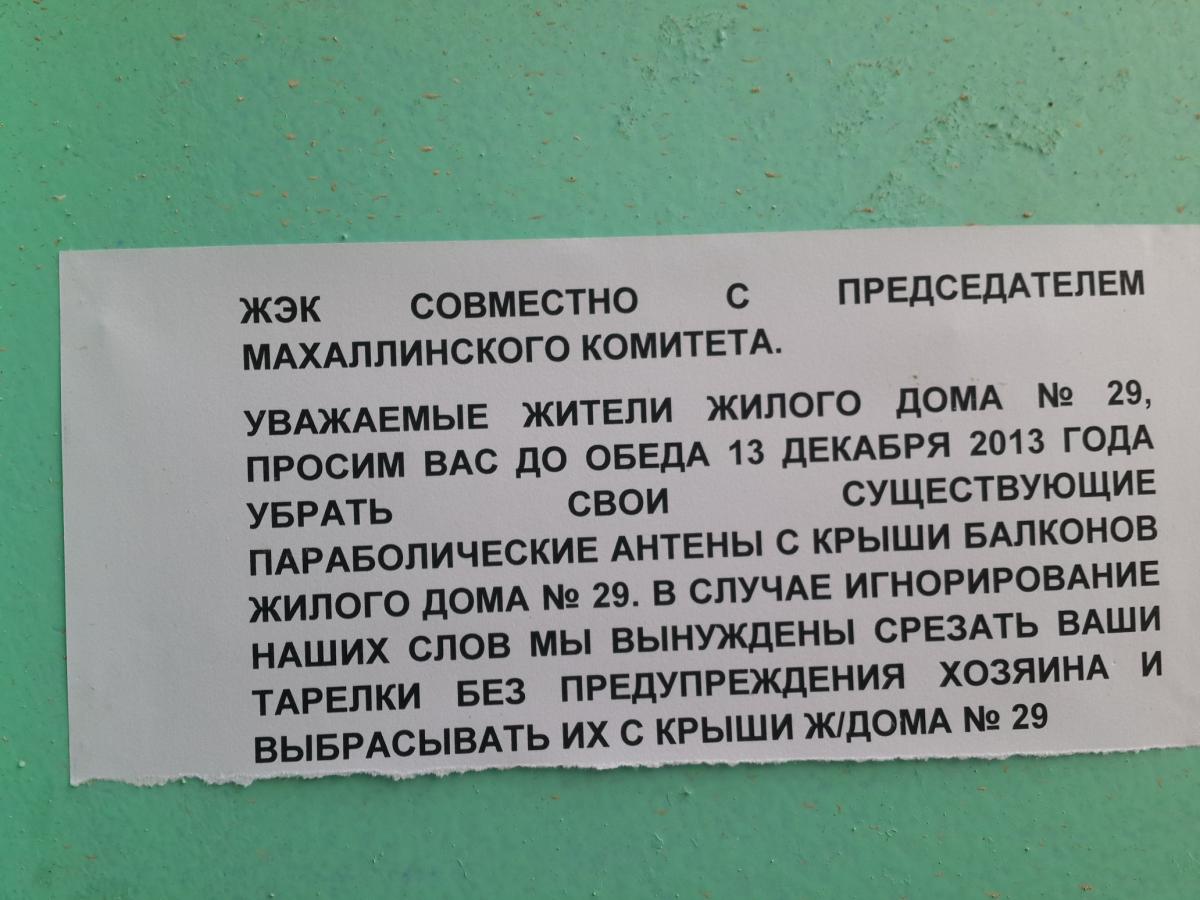 ЖЭК СОВМЕСТНО С ПРЕДСЕДАТЕЛЕМ
МАХАЛЛИНСКОГО КОМИТЕТА.
УВАЖАЕМЫЕ ЖИТЕЛИ ЖИЛОГО ДОМА № 29,
ПРОСИМ ВАС ДО ОБЕДА 13 ДЕКАБРЯ 2013 ГОДА
УБРАТЬ СВОИ СУЩЕСТВУЮЩИЕ
ПАРАБОЛИЧЕСКИЕ АНТЕНЫ С КРЫШИ БАЛКОНОВ
ЖИЛОГО ДОМА № 29. В СЛУЧАЕ ИГНОРИРОВАНИЕ
НАШИХ СЛОВ МЫ ВЫНУЖДЕНЫ СРЕЗАТЬ ВАШИ
ТАРЕЛКИ БЕЗ ПРЕДУПРЕЖДЕНИЯ ХОЗЯИНА И
ВЫБРАСЫВАТЬ ИХ С КРЫШИ Ж/ДОМА № 29